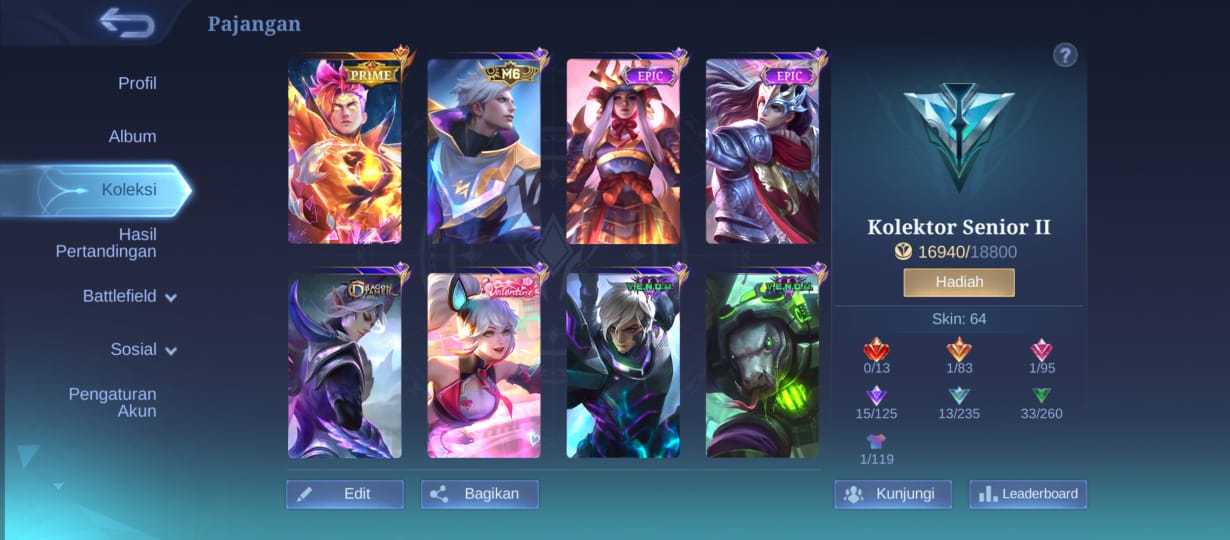 Pajangan
Profil
Album
Koleksi
Hasil
Pertandingan
Battlefield
Sosial
Pengaturan
Akun
PRIME
M6
EPIC
EPIC
DRAGON
TAMER
Valentine
V.E.N.O.M.
V.E.N.O.M.
Edit
Bagikan
?
Kolektor Senior II
16940/18800
Hadiah
Skin: 64
0/13
1/83
1/95
15/125
13/235
33/260
1/119
Kunjungi
Leaderboard